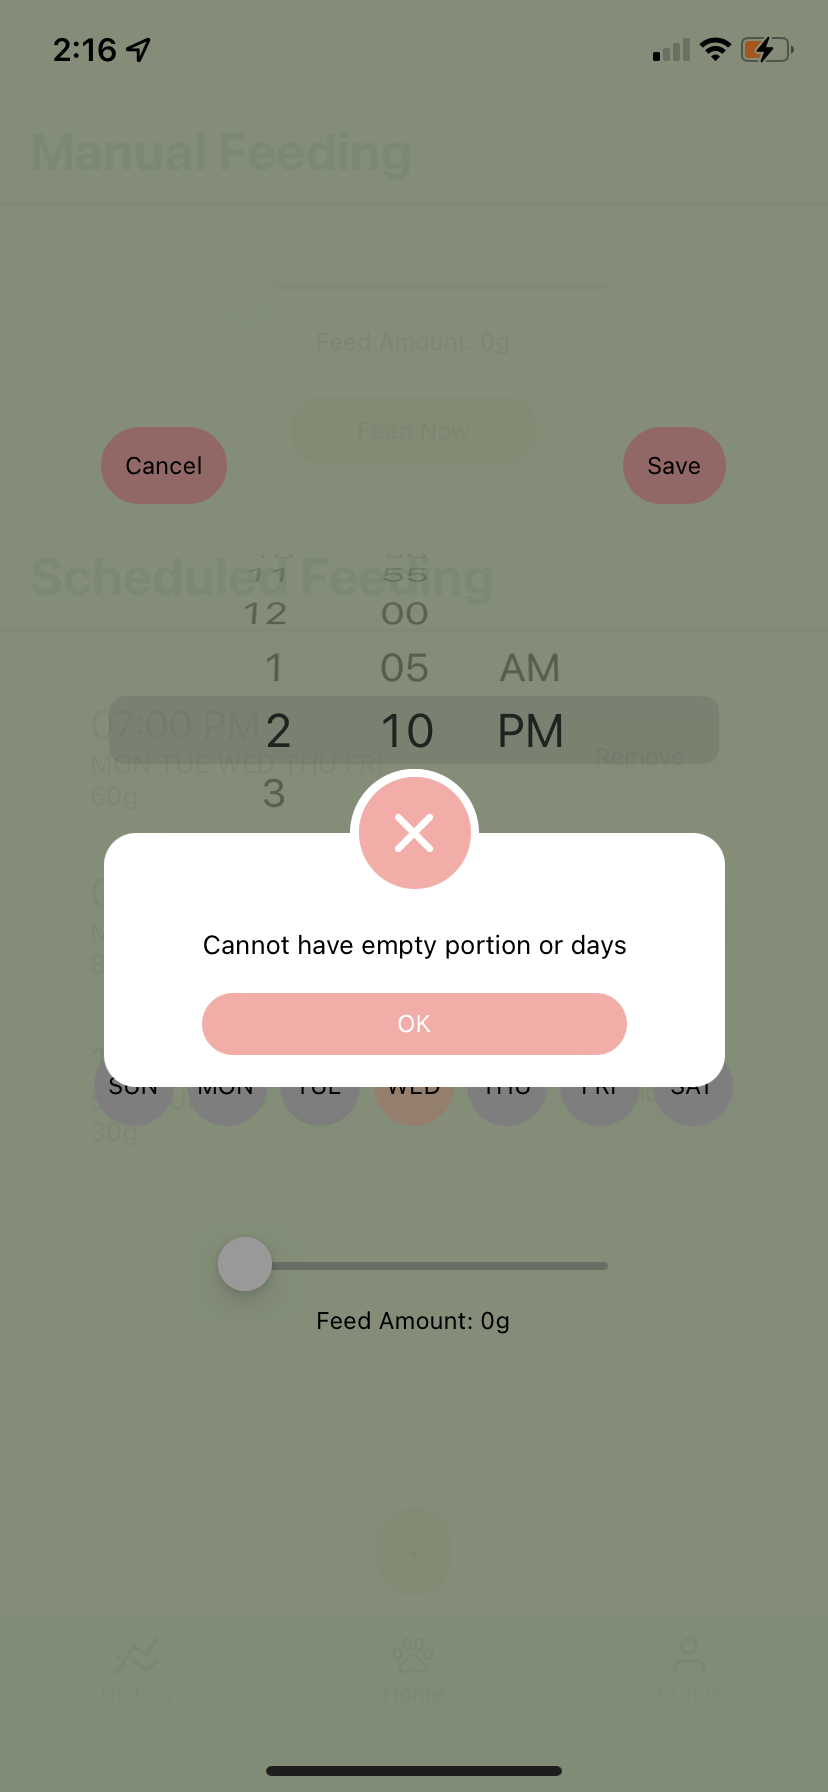 2:16
Manual Feeding
Feed Amount: 0g
Feed Now
Cancel
Save
Scheduled Feeding
11 55
12 00
1 05 AM
2 10 PM
3
07:00 PM
MON TUE WED THU FRI
60g
Remove
Cannot have empty portion or days
OK
SUN MON TUE WED THU FRI SAT
30g
Feed Amount: 0g
+
History
Home
Profile